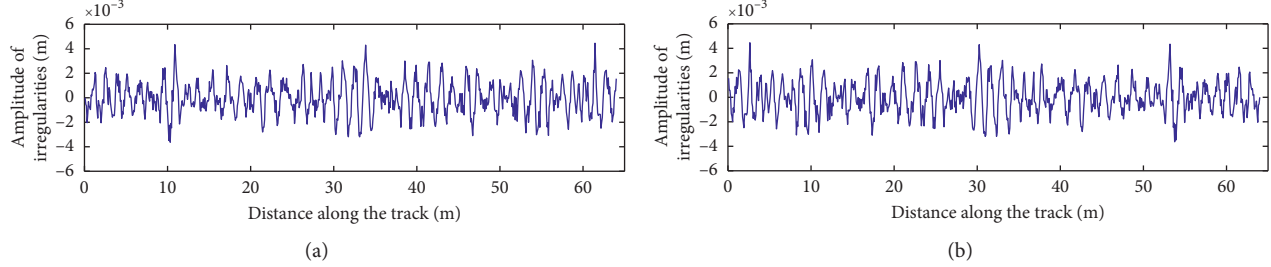 ×10⁻³
6
4
2
0
–2
–4
–6
Amplitude of
irregularities (m)
0 10 20 30 40 50 60
Distance along the track (m)
(a)
×10⁻³
6
4
2
0
–2
–4
–6
Amplitude of
irregularities (m)
0 10 20 30 40 50 60
Distance along the track (m)
(b)